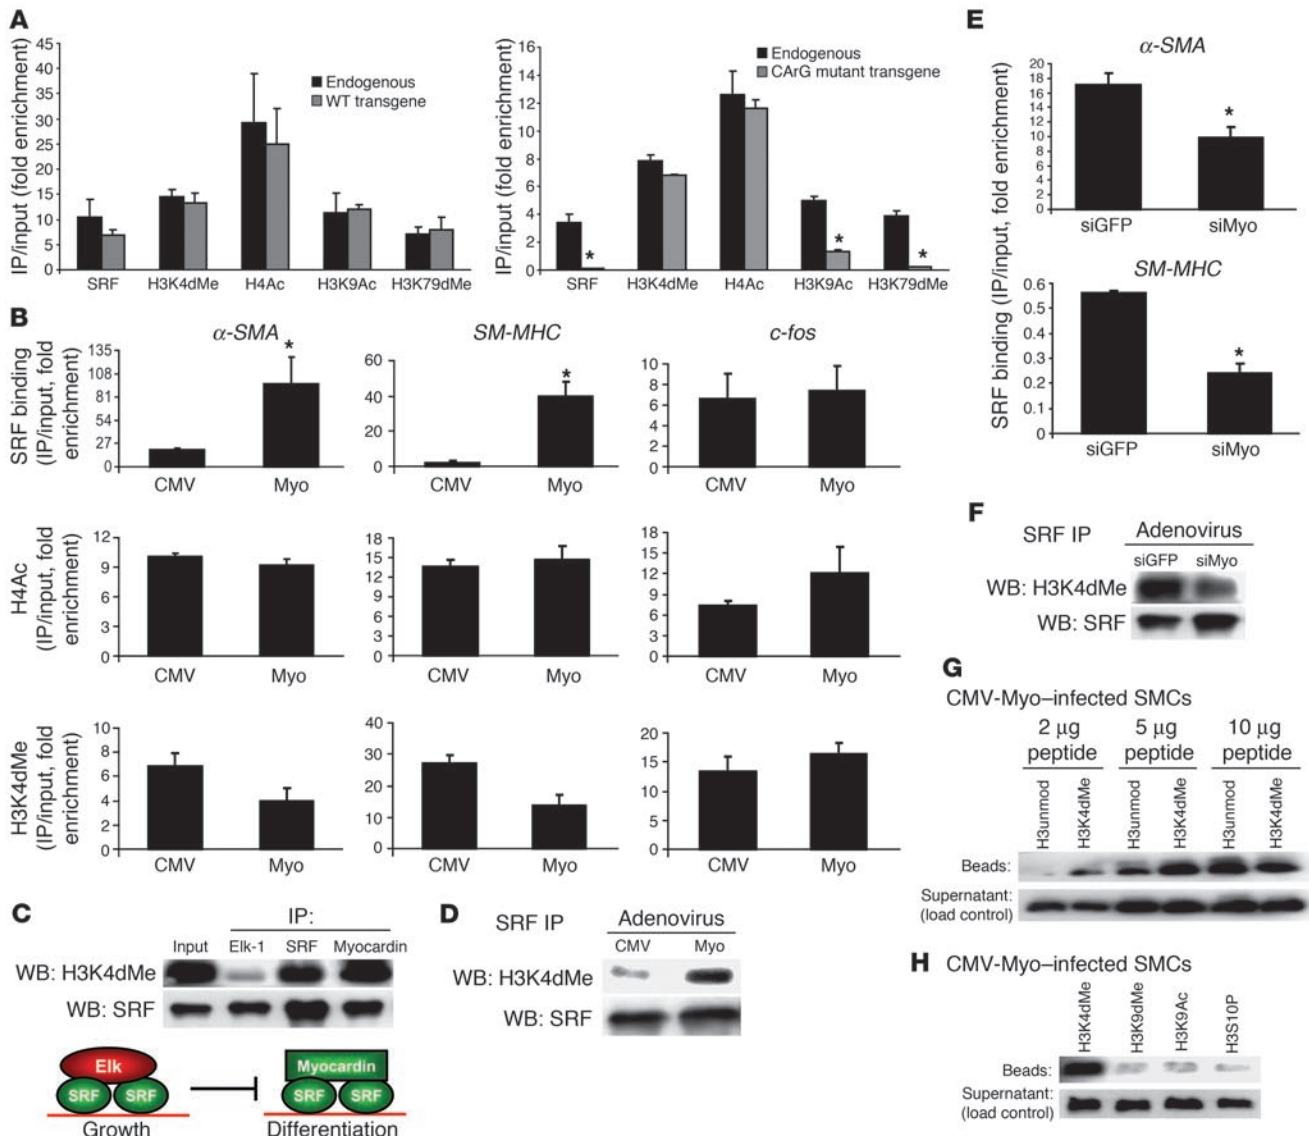 A
IP/input (fold enrichment)
45
40
35
30
25
20
15
10
5
0
Endogenous
WT transgene
SRF H3K4dMe H4Ac H3K9Ac H3K79dMe
IP/input (fold enrichment)
16
14
12
10
8
6
4
2
0
Endogenous
CArG mutant transgene
* * *
SRF H3K4dMe H4Ac H3K9Ac H3K79dMe
B
α-SMA
SRF binding
(IP/input, fold
enrichment)
135
108
81
54
27
0
*
CMV Myo
SM-MHC
60
40
20
0
*
CMV Myo
c-fos
10
8
6
4
2
0
CMV Myo
H4Ac
(IP/input, fold
enrichment)
12
9
6
3
0
CMV Myo
18
15
12
9
6
3
0
CMV Myo
18
15
12
9
6
3
0
CMV Myo
H3K4dMe
(IP/input, fold
enrichment)
10
8
6
4
2
0
CMV Myo
40
30
20
10
0
CMV Myo
20
15
10
5
0
CMV Myo
C
IP:
Input Elk-1 SRF Myocardin
WB: H3K4dMe
WB: SRF
Elk
SRF SRF
Growth
Myocardin
SRF SRF
Differentiation
D
SRF IP Adenovirus
CMV Myo
WB: H3K4dMe
WB: SRF
E
SRF binding (IP/input, fold enrichment)
α-SMA
20
18
16
14
12
10
8
6
4
2
0
*
siGFP siMyo
SM-MHC
0.6
0.5
0.4
0.3
0.2
0.1
0
*
siGFP siMyo
F
SRF IP Adenovirus
siGFP siMyo
WB: H3K4dMe
WB: SRF
G
CMV-Myo–infected SMCs
2 µg
peptide
5 µg
peptide
10 µg
peptide
H3unmod
H3K4dMe
H3unmod
H3K4dMe
H3unmod
H3K4dMe
Beads:
Supernatant:
(load control)
H CMV-Myo–infected SMCs
H3K4dMe
H3K9dMe
H3K9Ac
H3S10P
Beads:
Supernatant:
(load control)